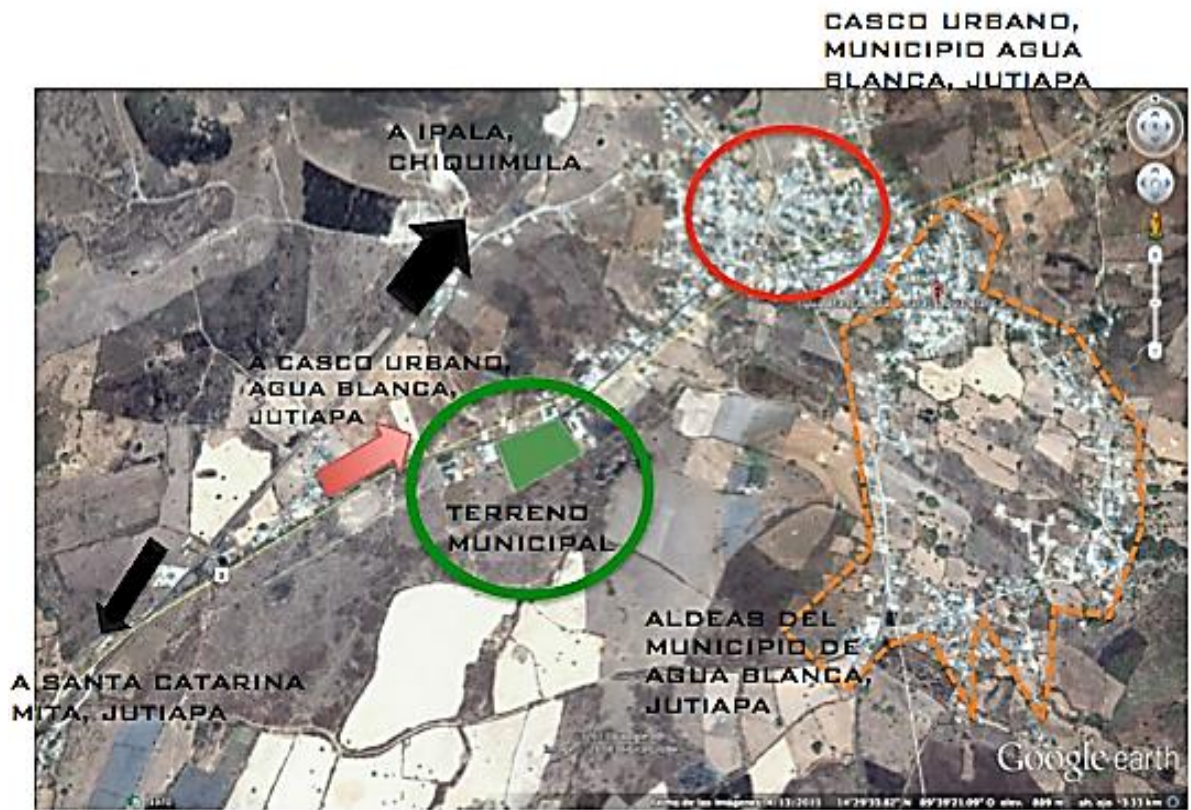 CASCO URBANO,
MUNICIPIO AGUA
BLANCA, JUTIAPA
A IPALA,
CHIQUIMULA
A CASCO URBANO,
AGUA BLANCA,
JUTIAPA
TERRENO
MUNICIPAL
ALDEAS DEL
MUNICIPIO DE
AGUA BLANCA,
JUTIAPA
A SANTA CATARINA
MITA, JUTIAPA
Google earth